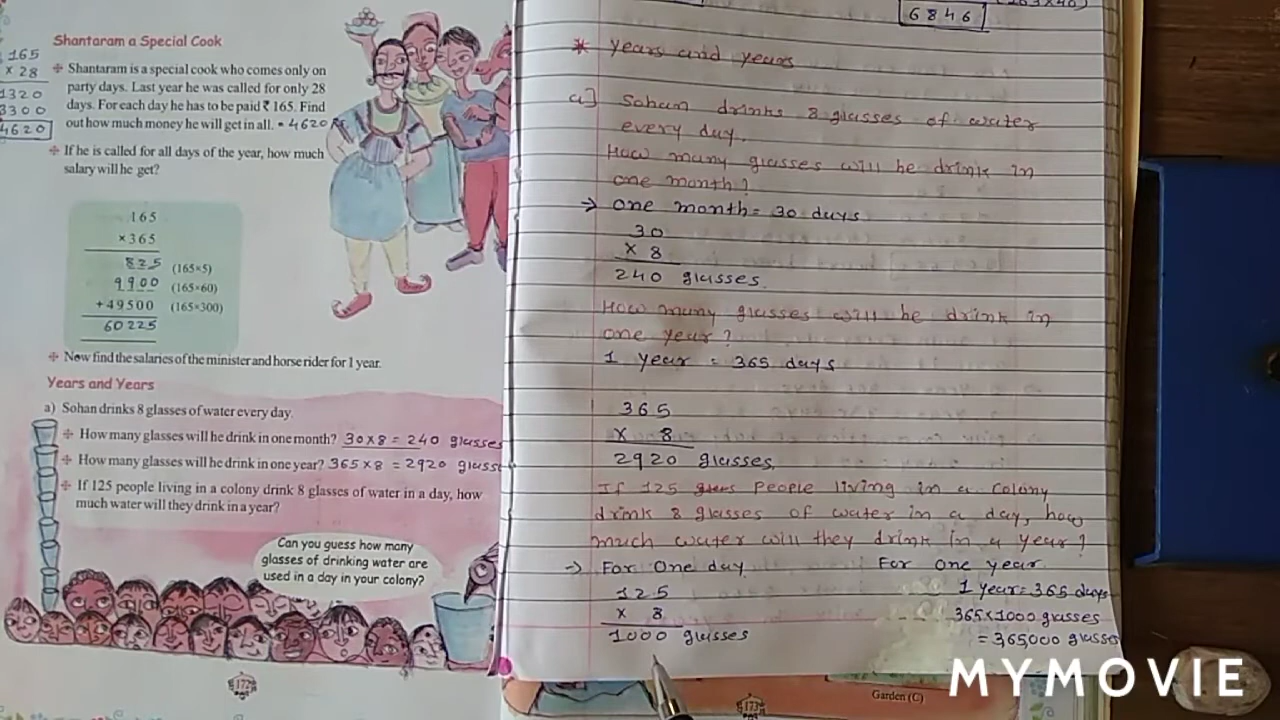 Shantaram a Special Cook
165
× 28
1320
3300
4620
✤ Shantaram is a special cook who comes only on
party days. Last year he was called for only 28
days. For each day he has to be paid ₹ 165. Find
out how much money he will get in all. = 4620
✤ If he is called for all days of the year, how much
salary will he get?
165
×365
825 (165×5)
9900 (165×60)
+49500 (165×300)
60225
✤ Now find the salaries of the minister and horse rider for 1 year.
Years and Years
a) Sohan drinks 8 glasses of water every day.
✤ How many glasses will he drink in one month? 30×8 = 240 glasses
✤ How many glasses will he drink in one year? 365×8 = 2920 glasse
✤ If 125 people living in a colony drink 8 glasses of water in a day, how
much water will they drink in a year?
Can you guess how many
glasses of drinking water are
used in a day in your colony?
172
6846
* Years and years
a] Sohan drinks 8 glasses of water
every day.
How many glasses will he drink in
one month?
→ One month = 30 days
30
× 8
240 glasses.
How many glasses will he drink in
one year?
1 year = 365 days
365
× 8
2920 glasses.
If 125 people living in a colony
drink 8 glasses of water in a day, how
much water will they drink in a year?
→ For One day For one year
125
× 8
1000 glasses
1 year = 365 days
365×1000 glasses
= 3,65,000 glasses
173
Garden (C)
MYMOVIE